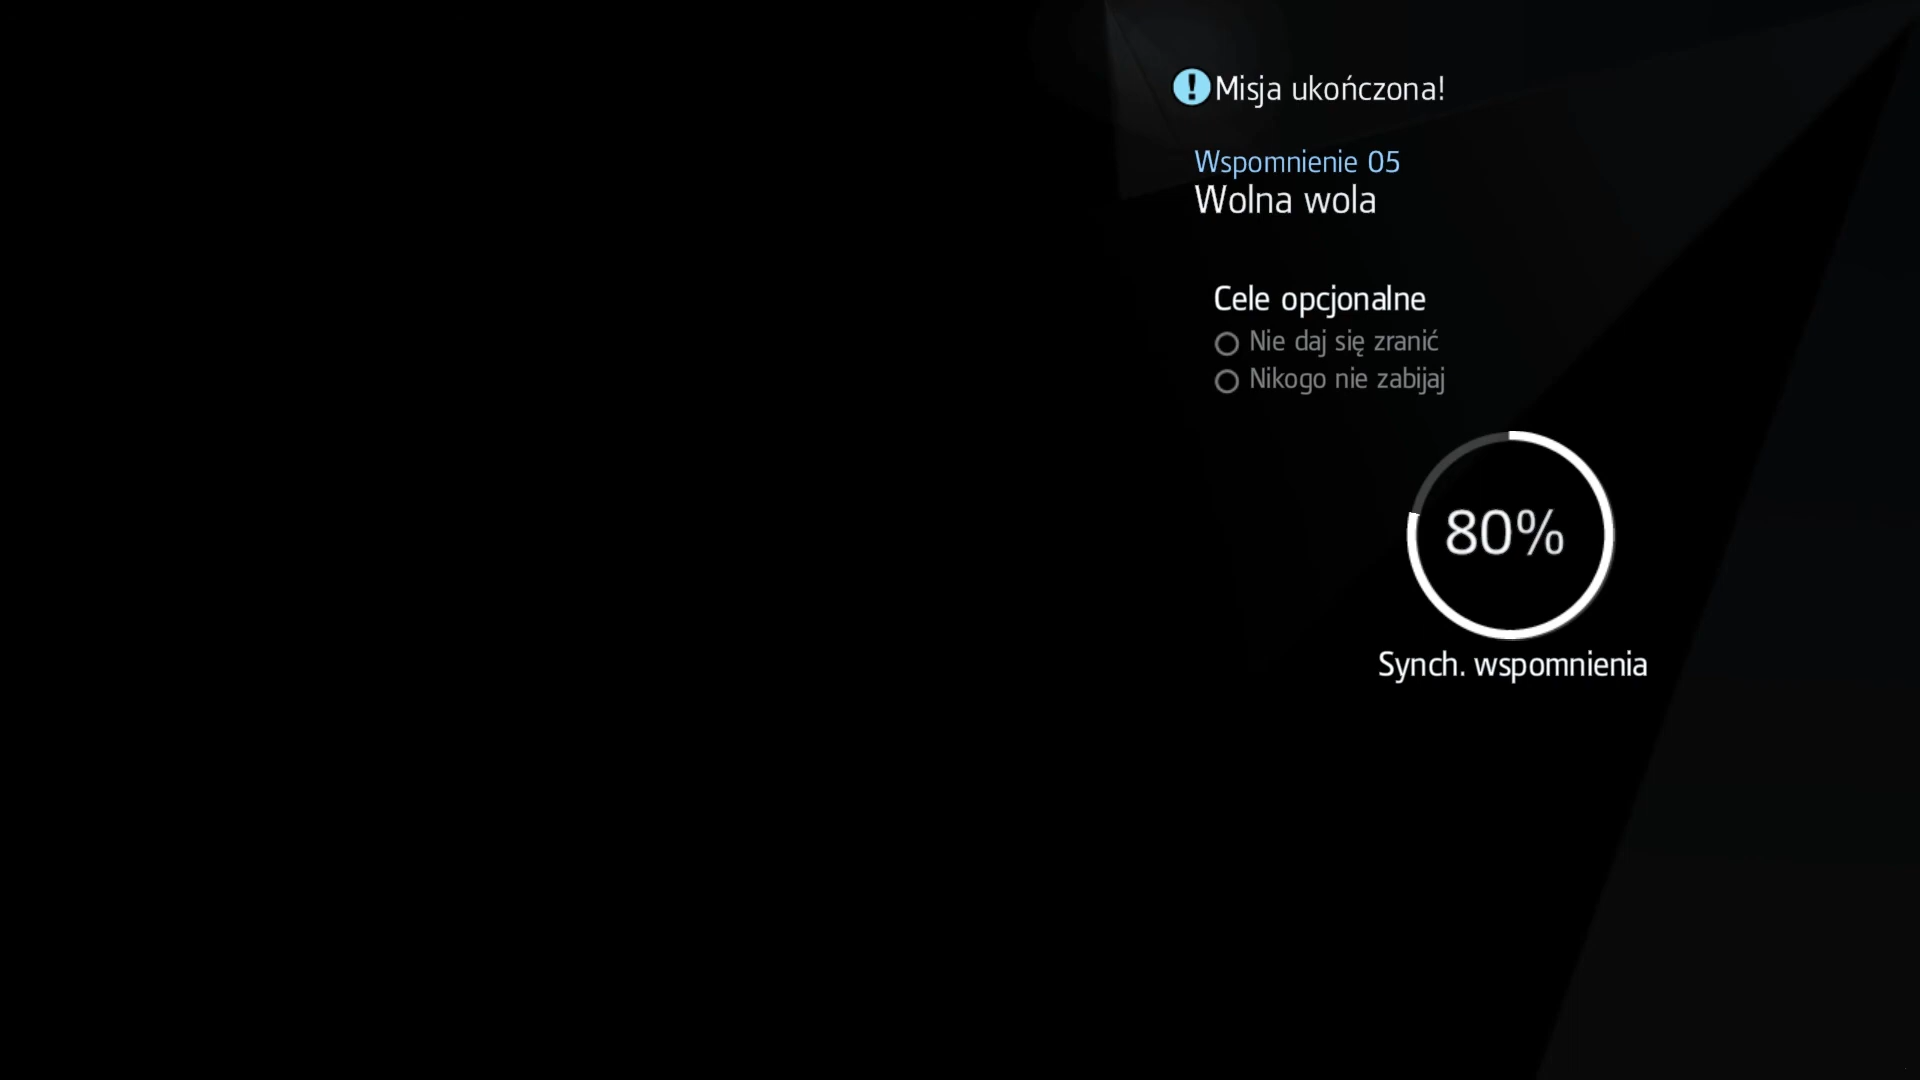 Misja ukończona!
Wspomnienie 05
Wolna wola
Cele opcjonalne
Nie daj się zranić
Nikogo nie zabijaj
80%
Synch. wspomnienia